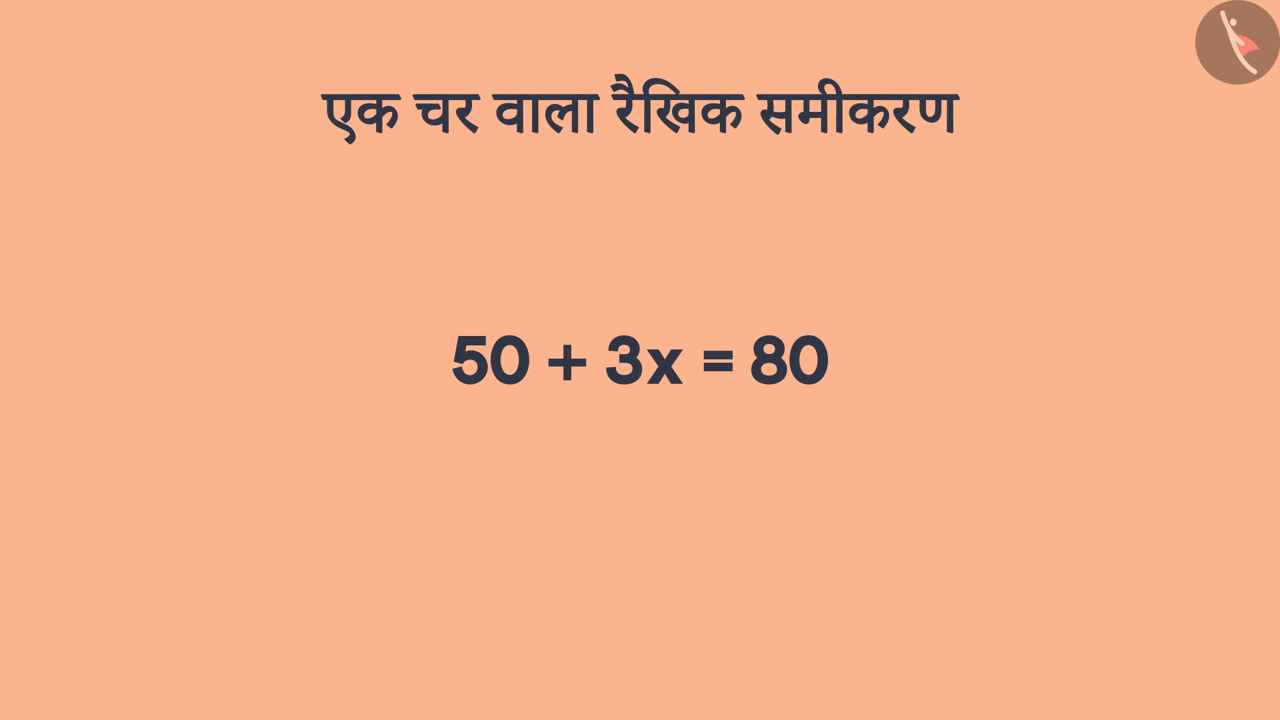 एक चर वाला रैखिक समीकरण
50 + 3x = 80